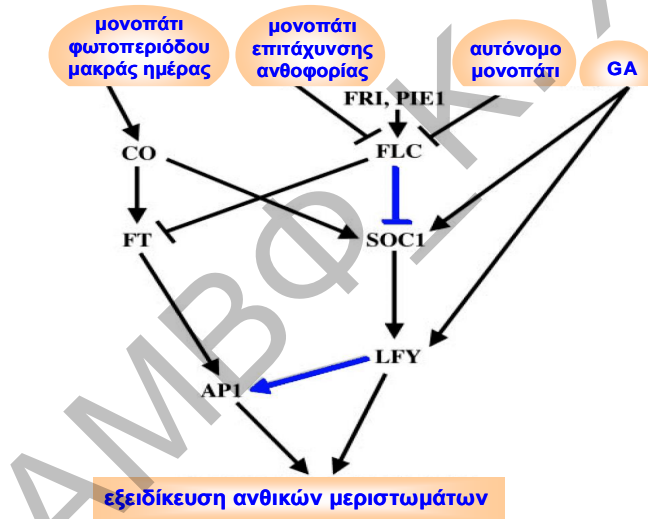 μονοπάτι
φωτοπεριόδου
μακράς ημέρας
μονοπάτι
επιτάχυνσης
ανθοφορίας
αυτόνομο
μονοπάτι
GA
FRI, PIE1
CO
FLC
FT
SOC1
LFY
AP1
εξειδίκευση ανθικών μεριστωμάτων
ΑΜΒΦ_Κ.Χ